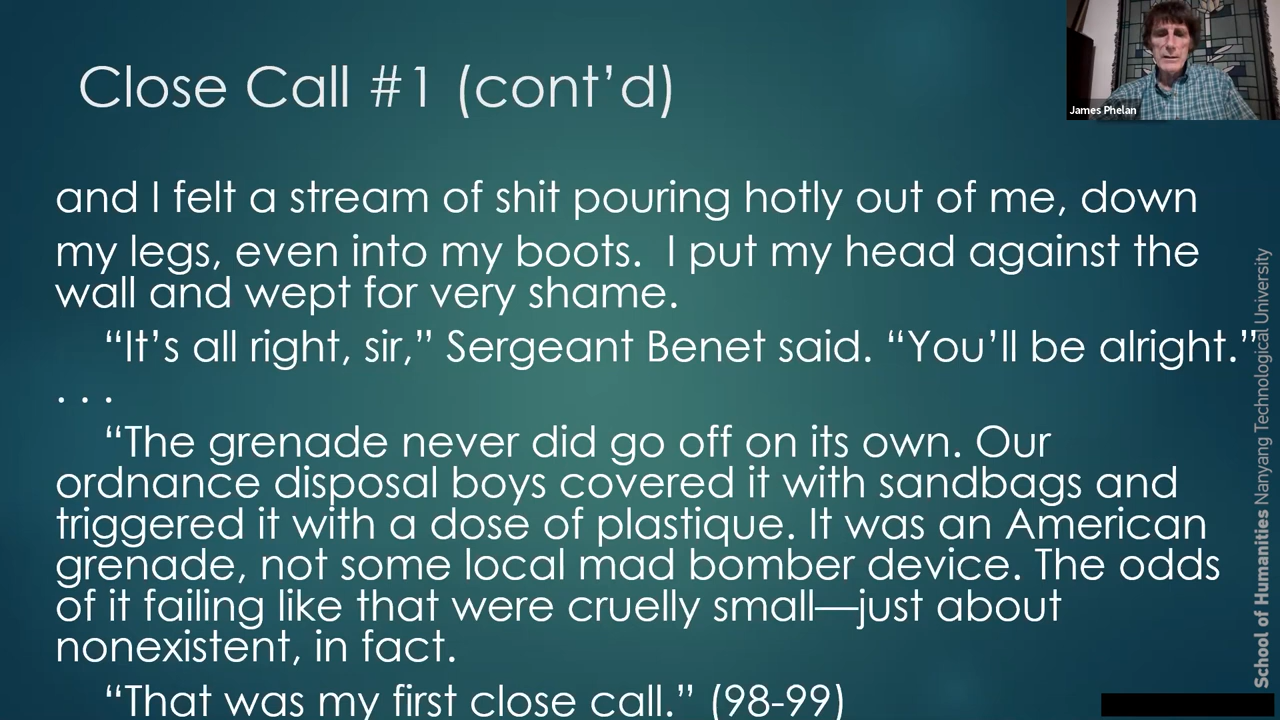 Close Call #1 (cont’d)
James Phelan
and I felt a stream of shit pouring hotly out of me, down
my legs, even into my boots.  I put my head against the
wall and wept for very shame.
“It’s all right, sir,” Sergeant Benet said. “You’ll be alright.”
. . .
“The grenade never did go off on its own. Our
ordnance disposal boys covered it with sandbags and
triggered it with a dose of plastique. It was an American
grenade, not some local mad bomber device. The odds
of it failing like that were cruelly small—just about
nonexistent, in fact.
“That was my first close call.” (98-99)
School of Humanities Nanyang Technological University